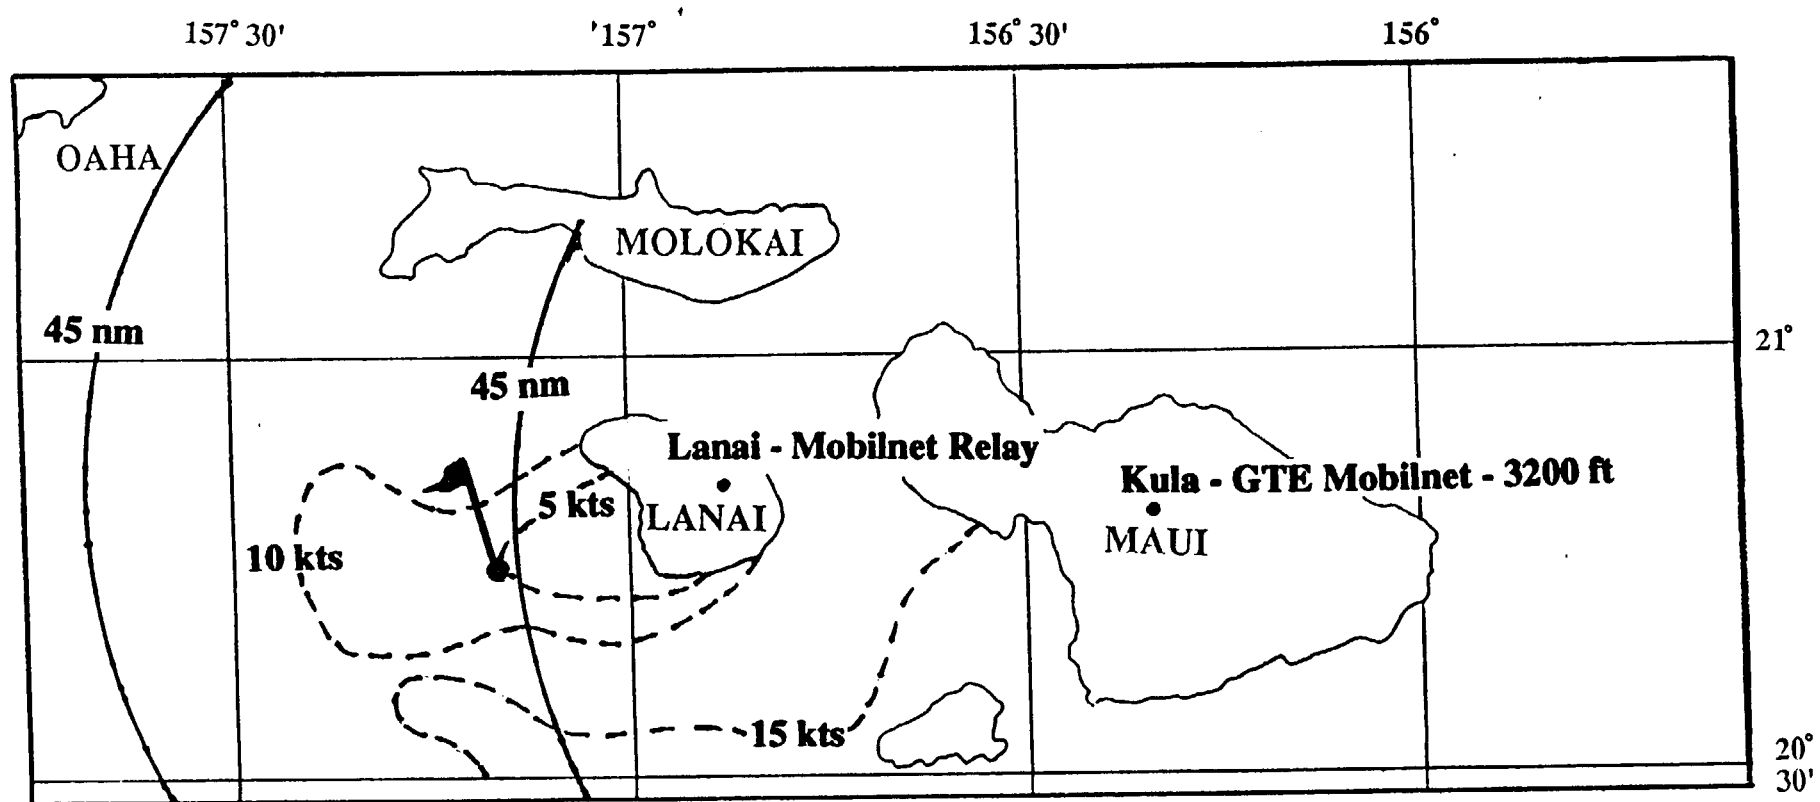 157° 30' 157° 156° 30' 156°
OAHA
MOLOKAI
45 nm
21°
45 nm
Lanai - Mobilnet Relay
Kula - GTE Mobilnet - 3200 ft
5 kts
LANAI
MAUI
10 kts
15 kts
20°
30'